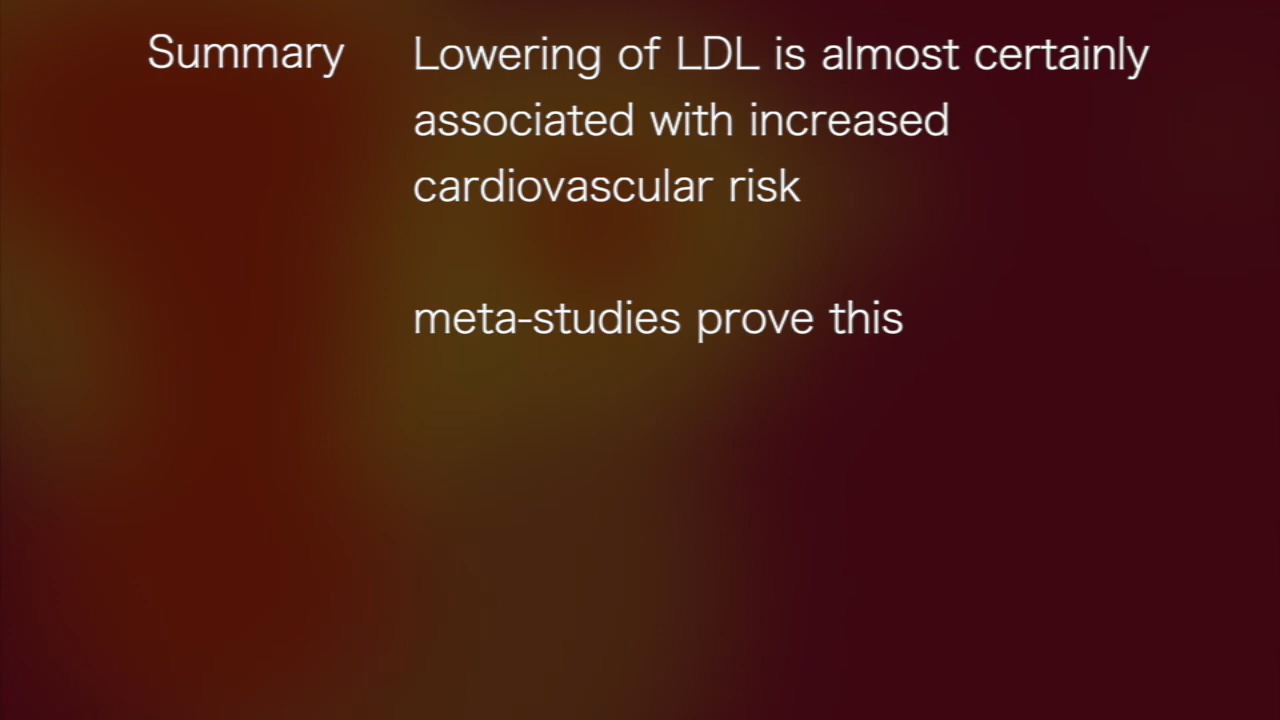 Summary
Lowering of LDL is almost certainly
associated with increased
cardiovascular risk
meta-studies prove this